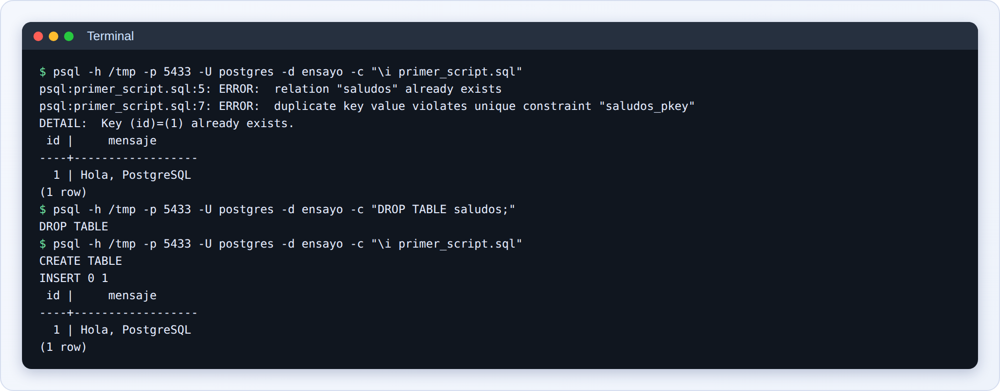 Terminal
$ psql -h /tmp -p 5433 -U postgres -d ensayo -c "\i primer_script.sql"
psql:primer_script.sql:5: ERROR:  relation "saludos" already exists
psql:primer_script.sql:7: ERROR:  duplicate key value violates unique constraint "saludos_pkey"
DETAIL:  Key (id)=(1) already exists.
 id |     mensaje
----+------------------
  1 | Hola, PostgreSQL
(1 row)
$ psql -h /tmp -p 5433 -U postgres -d ensayo -c "DROP TABLE saludos;"
DROP TABLE
$ psql -h /tmp -p 5433 -U postgres -d ensayo -c "\i primer_script.sql"
CREATE TABLE
INSERT 0 1
 id |     mensaje
----+------------------
  1 | Hola, PostgreSQL
(1 row)